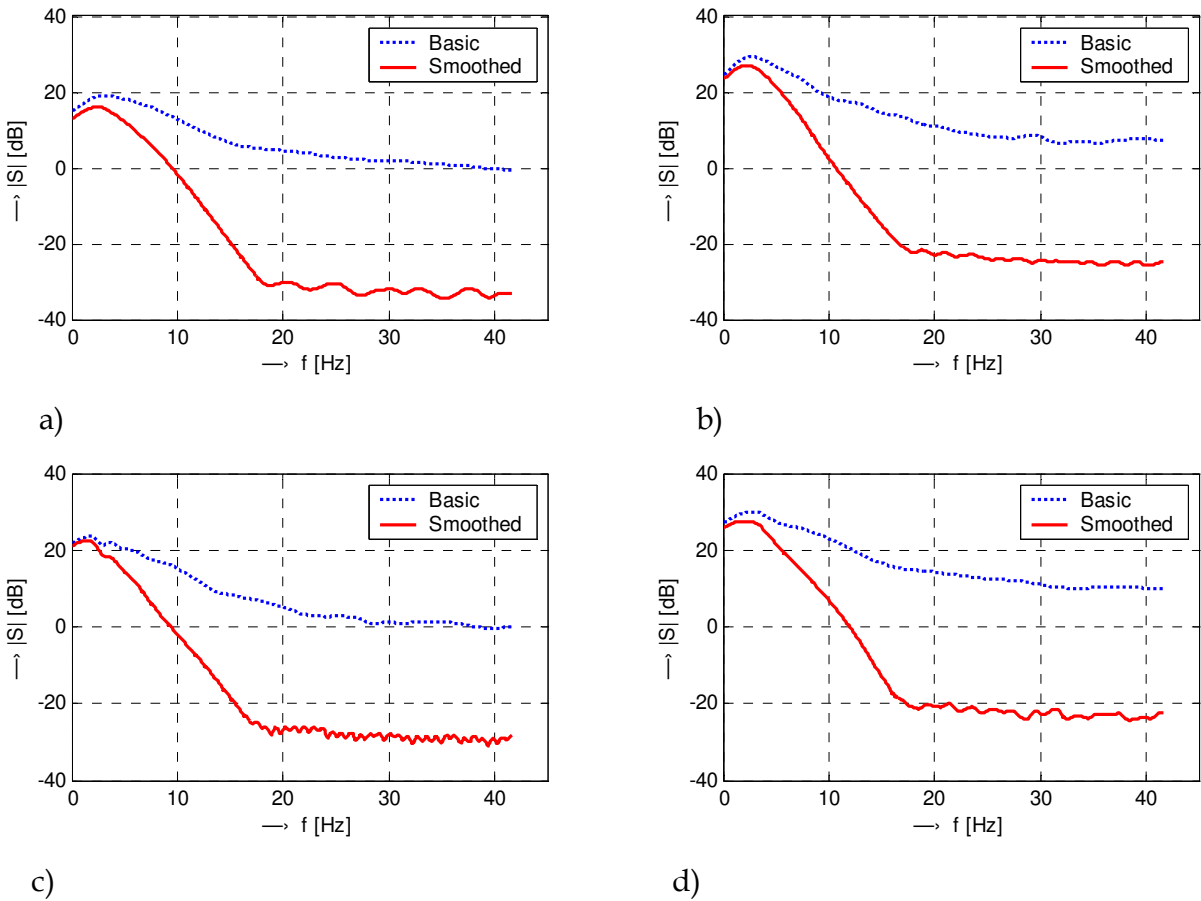 40
20
0
-20
-40
0 10 20 30 40
→ |S| [dB]
→ f [Hz]
Basic
Smoothed
a)
40
20
0
-20
-40
0 10 20 30 40
→ |S| [dB]
→ f [Hz]
Basic
Smoothed
b)
40
20
0
-20
-40
0 10 20 30 40
→ |S| [dB]
→ f [Hz]
Basic
Smoothed
c)
40
20
0
-20
-40
0 10 20 30 40
→ |S| [dB]
→ f [Hz]
Basic
Smoothed
d)